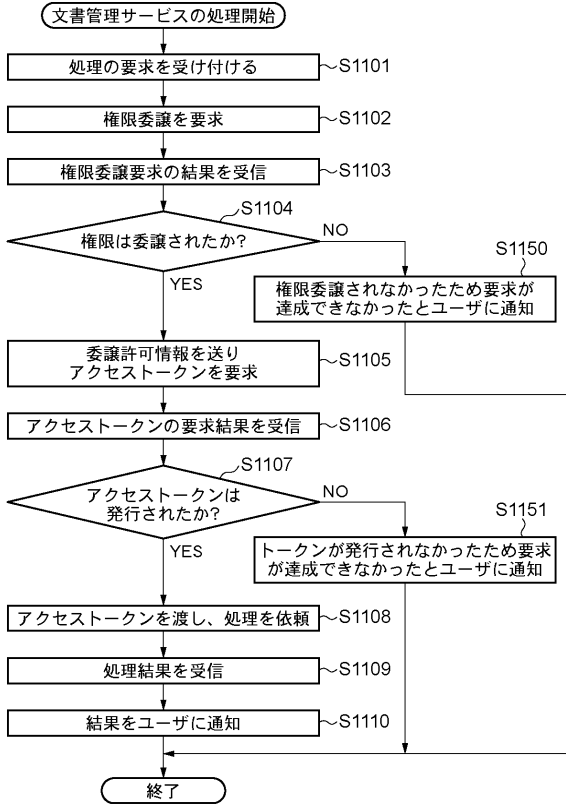 文書管理サービスの処理開始
処理の要求を受け付ける
S1101
権限委譲を要求
S1102
権限委譲要求の結果を受信
S1103
S1104
権限は委譲されたか?
NO
YES
S1150
権限委譲されなかったため要求が
達成できなかったとユーザに通知
委譲許可情報を送り
アクセストークンを要求
S1105
アクセストークンの要求結果を受信
S1106
S1107
アクセストークンは
発行されたか?
NO
YES
S1151
トークンが発行されなかったため要求
が達成できなかったとユーザに通知
アクセストークンを渡し、処理を依頼
S1108
処理結果を受信
S1109
結果をユーザに通知
S1110
終了